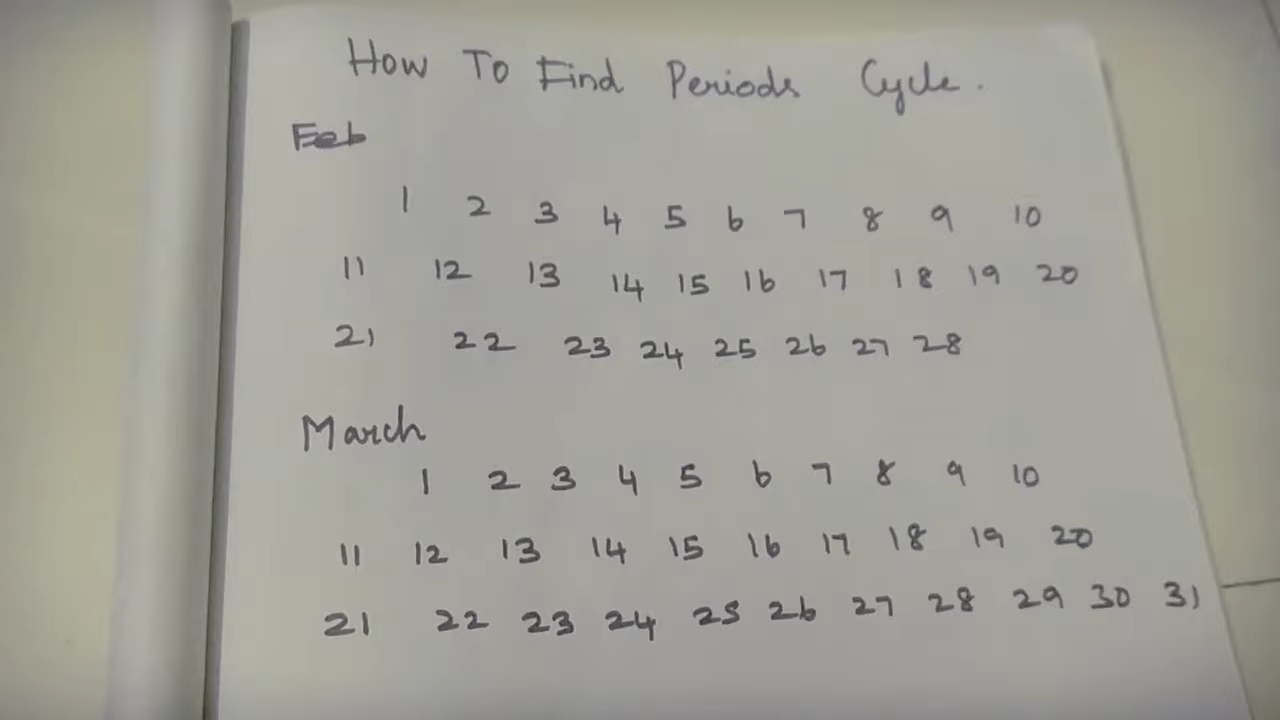 How To Find Periods Cycle.
Feb
1 2 3 4 5 6 7 8 9 10
11 12 13 14 15 16 17 18 19 20
21 22 23 24 25 26 27 28
March
1 2 3 4 5 6 7 8 9 10
11 12 13 14 15 16 17 18 19 20
21 22 23 24 25 26 27 28 29 30 31